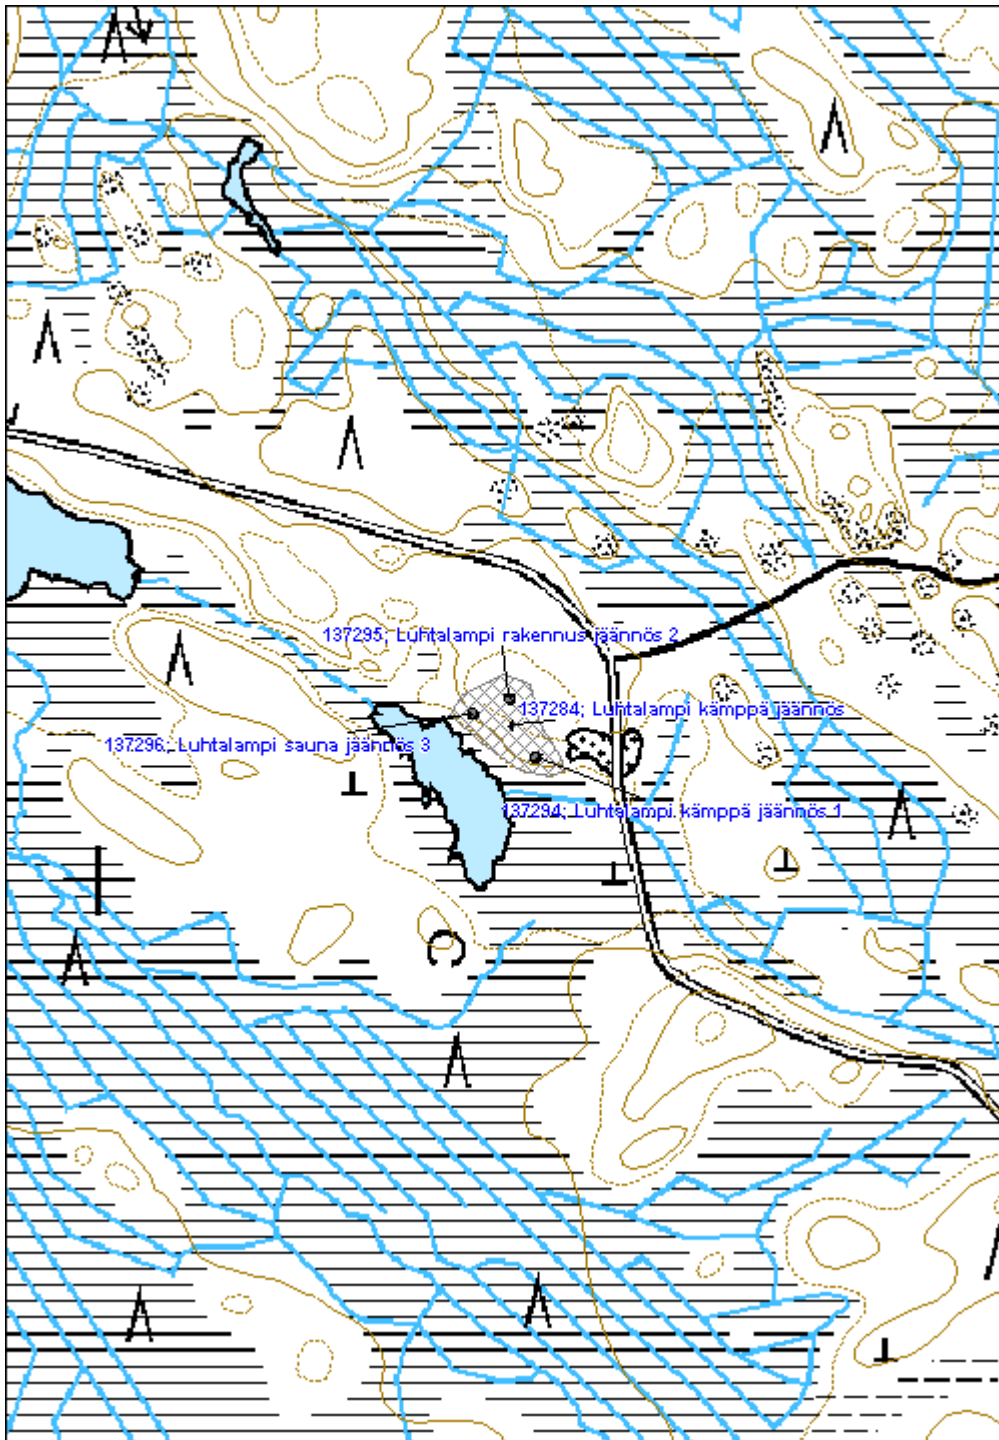 137295; Luhtalampi rakennus jäännös 2
137284; Luhtalampi kämppä jäännös
137296; Luhtalampi sauna jäännös 3
137294; Luhtalampi kämppä jäännös 1